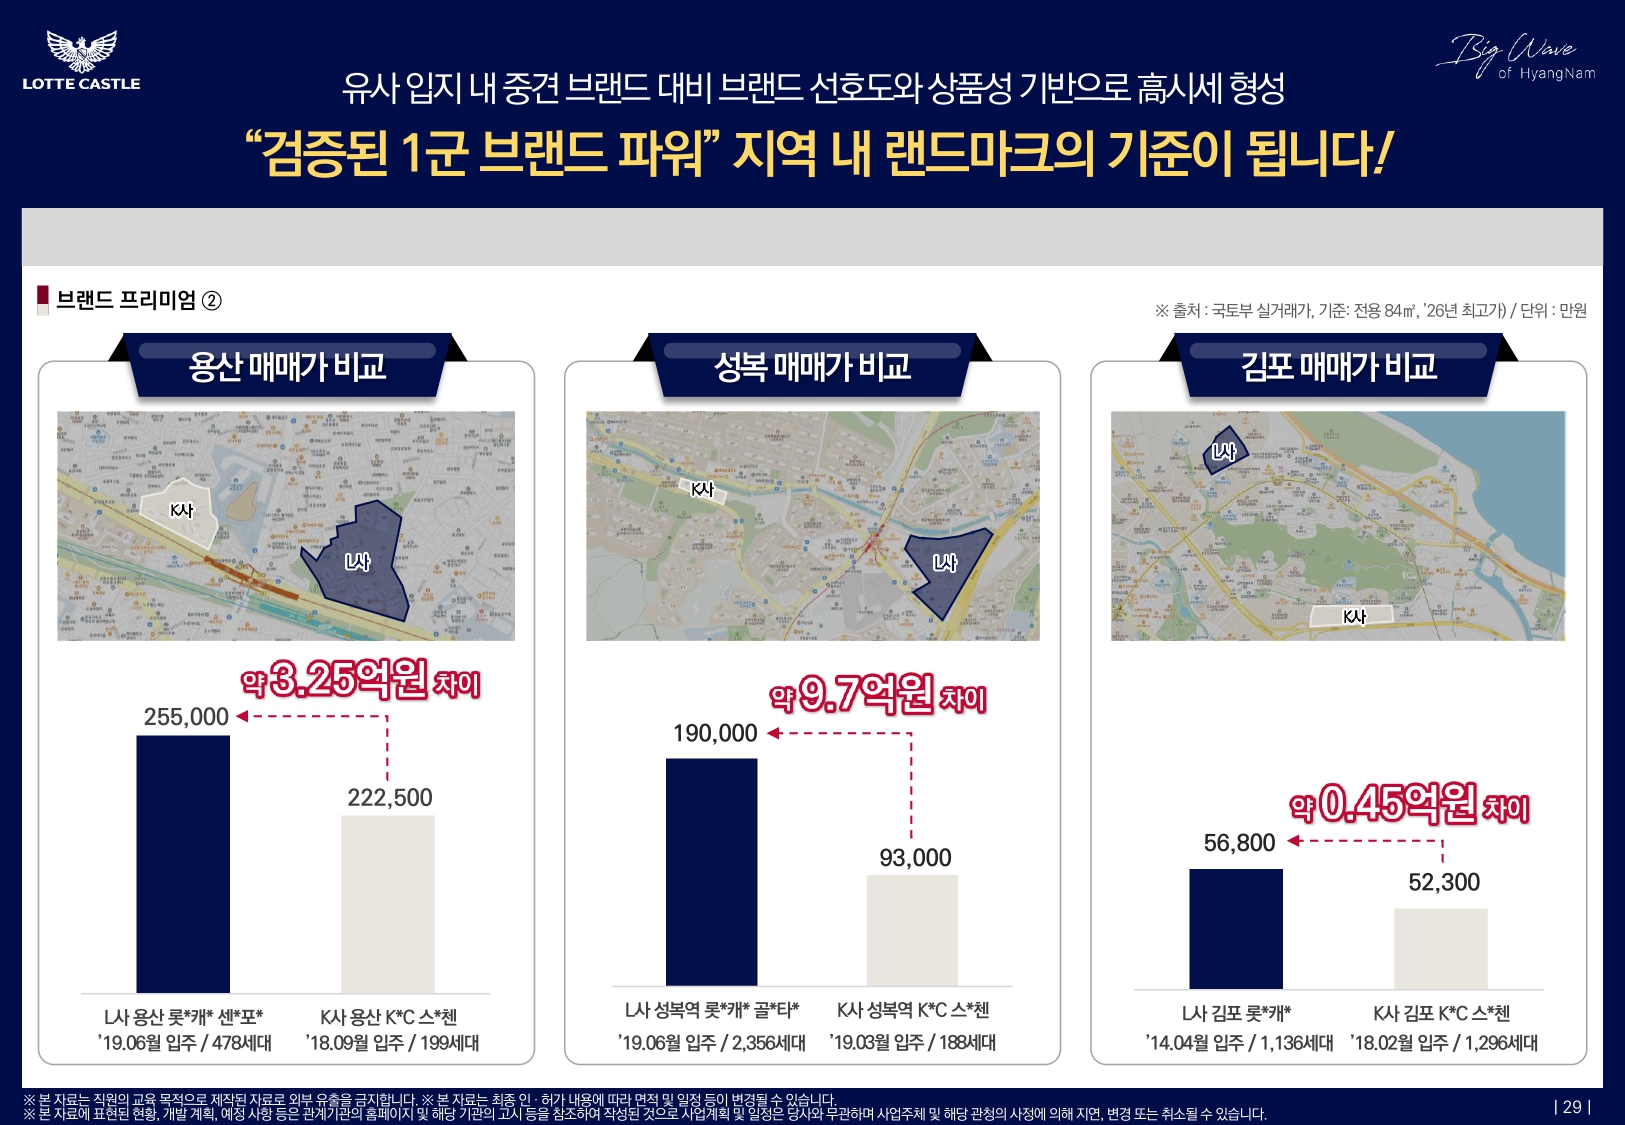 LOTTE CASTLE
Big Wave
of HyangNam
유사 입지 내 중견 브랜드 대비 브랜드 선호도와 상품성 기반으로 高시세 형성
“검증된 1군 브랜드 파워” 지역 내 랜드마크의 기준이 됩니다!
브랜드 프리미엄 ②
※ 출처 : 국토부 실거래가, 기준: 전용 84㎡, ’26년 최고가) / 단위 : 만원
용산 매매가 비교
K사
L사
약 3.25억원 차이
255,000
222,500
L사 용산 롯*캐* 센*포*
’19.06월 입주 / 478세대
K사 용산 K*C 스*첸
’18.09월 입주 / 199세대
성복 매매가 비교
K사
L사
약 9.7억원 차이
190,000
93,000
L사 성복역 롯*캐* 골*타*
’19.06월 입주 / 2,356세대
K사 성복역 K*C 스*첸
’19.03월 입주 / 188세대
김포 매매가 비교
L사
K사
약 0.45억원 차이
56,800
52,300
L사 김포 롯*캐*
’14.04월 입주 / 1,136세대
K사 김포 K*C 스*첸
’18.02월 입주 / 1,296세대
※ 본 자료는 직원의 교육 목적으로 제작된 자료로 외부 유출을 금지합니다. ※ 본 자료는 최종 인 · 허가 내용에 따라 면적 및 일정 등이 변경될 수 있습니다.
※ 본 자료에 표현된 현황, 개발 계획, 예정 사항 등은 관계기관의 홈페이지 및 해당 기관의 고시 등을 참조하여 작성된 것으로 사업계획 및 일정은 당사와 무관하며 사업주체 및 해당 관청의 사정에 의해 지연, 변경 또는 취소될 수 있습니다.
| 29 |